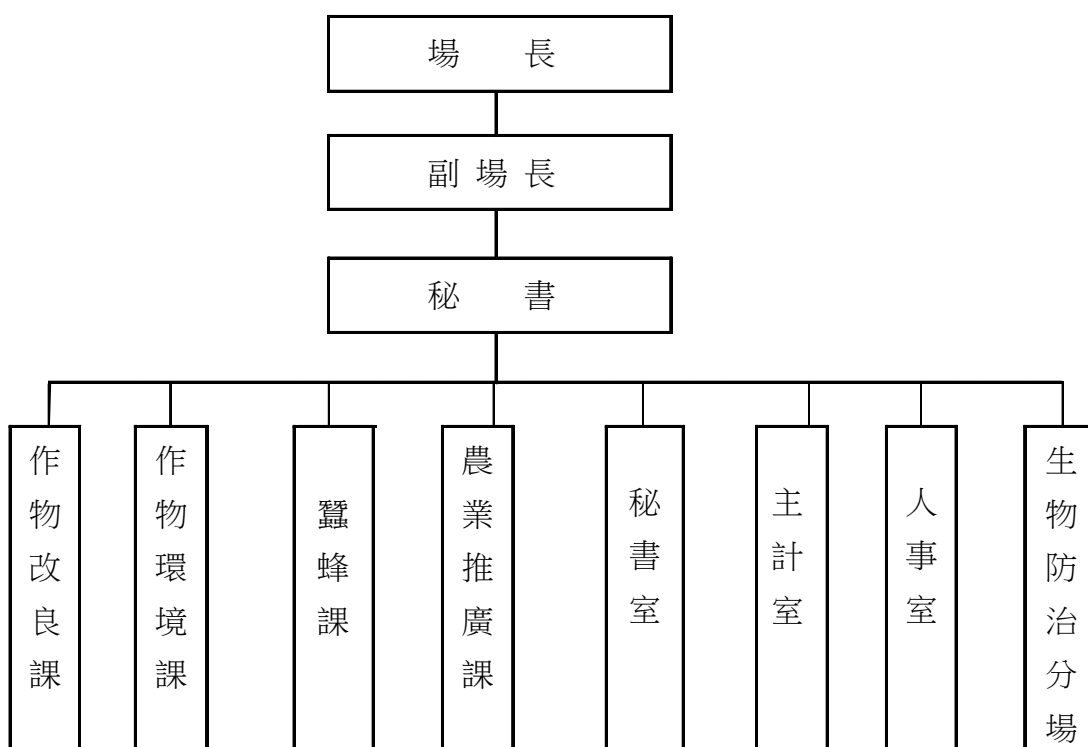 場長
副場長
秘書
作物改良課
作物環境課
蠶蜂課
農業推廣課
秘書室
主計室
人事室
生物防治分場